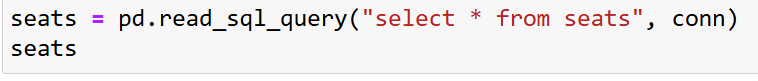 seats = pd.read_sql_query("select * from seats", conn)
seats